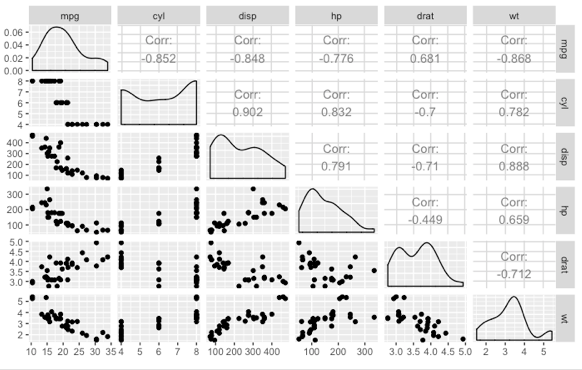 mpg cyl disp hp drat wt
0.06
0.04
0.02
0.00
Corr: Corr: Corr: Corr: Corr:
-0.852 -0.848 -0.776 0.681 -0.868
mpg
8
7
6
5
4
Corr: Corr: Corr: Corr:
0.902 0.832 -0.7 0.782
cyl
400
300
200
100
Corr: Corr: Corr:
0.791 -0.71 0.888
disp
300
200
100
Corr: Corr:
-0.449 0.659
hp
5.0
4.5
4.0
3.5
3.0
Corr:
-0.712
drat
5
4
3
2
wt
10 15 20 25 30 35 4 5 6 7 8 100 200 300 400 100 200 300 3.0 3.5 4.0 4.5 5.0 2 3 4 5